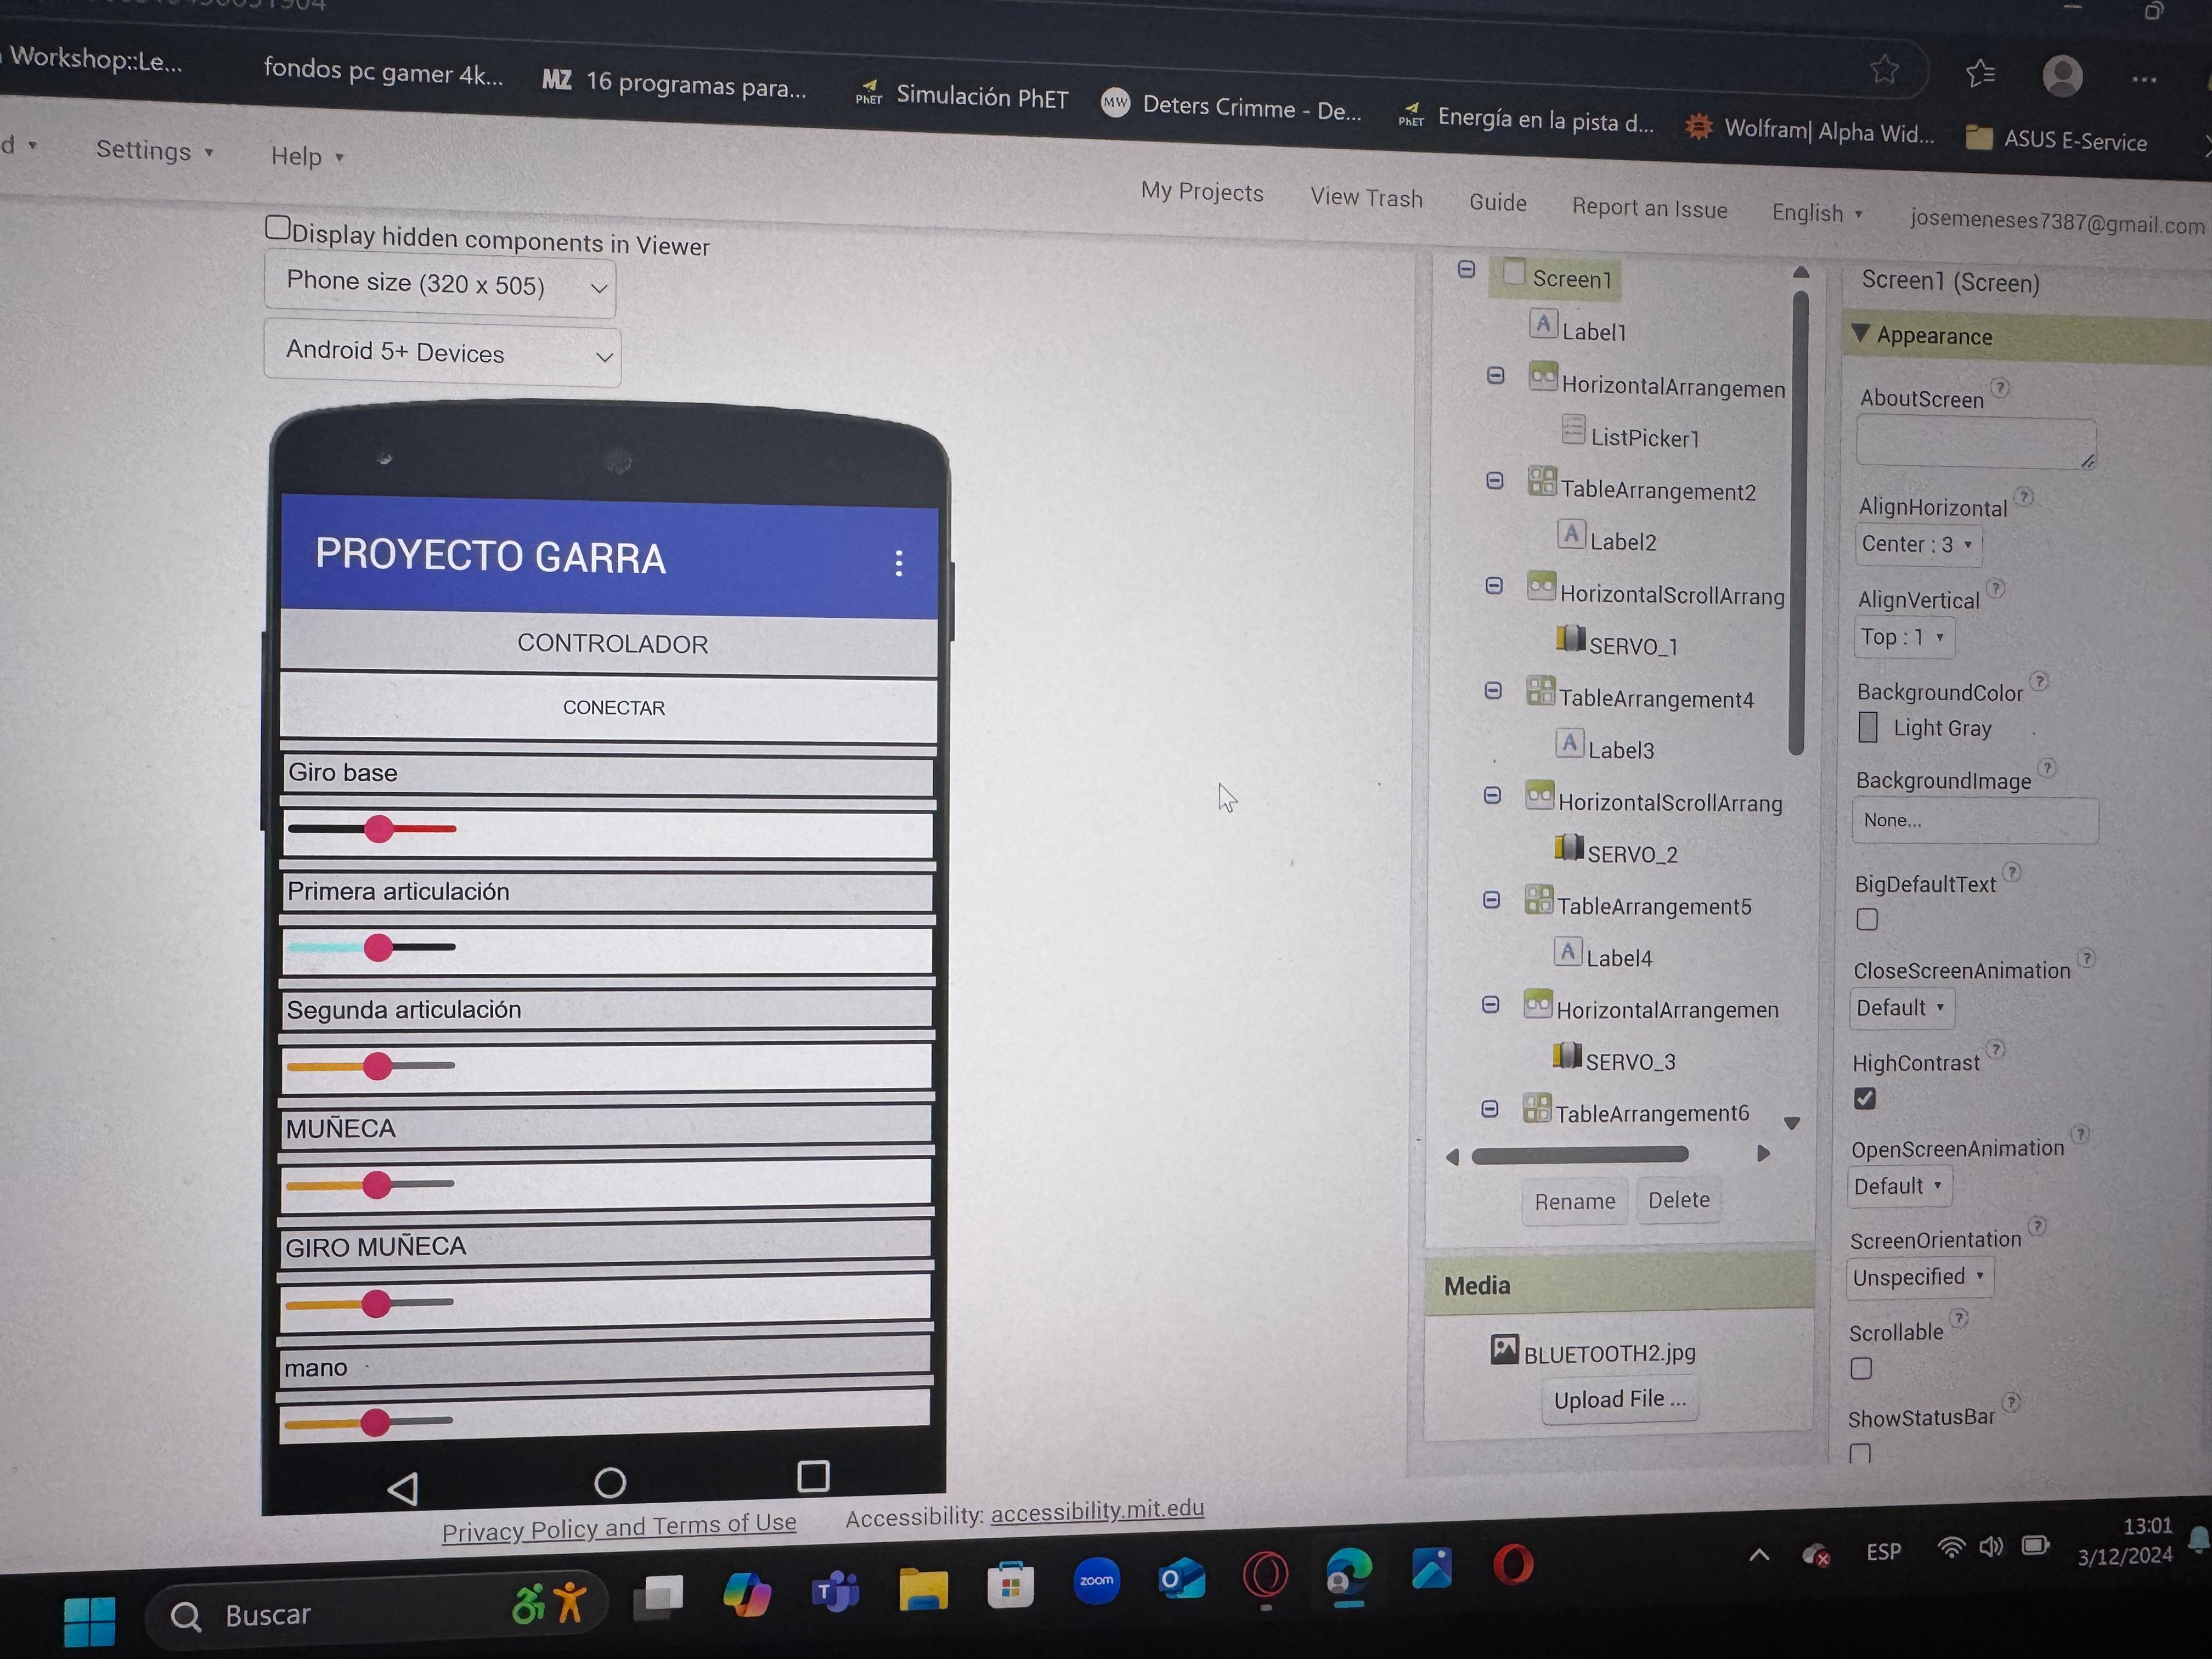 Workshop::Le...
fondos pc gamer 4k...
MZ 16 programas para...
PhET Simulación PhET
MW Deters Crimme - De...
PhET Energía en la pista d...
Wolfram| Alpha Wid...
ASUS E-Service
d Settings Help
My Projects View Trash Guide Report an Issue English josemeneses7387@gmail.com
Display hidden components in Viewer
Phone size (320 x 505)
Android 5+ Devices
PROYECTO GARRA
CONTROLADOR
CONECTAR
Giro base
Primera articulación
Segunda articulación
MUÑECA
GIRO MUÑECA
mano
Privacy Policy and Terms of Use
Accessibility: accessibility.mit.edu
Screen1
A Label1
HorizontalArrangemen
ListPicker1
TableArrangement2
A Label2
HorizontalScrollArrang
SERVO_1
TableArrangement4
A Label3
HorizontalScrollArrang
SERVO_2
TableArrangement5
A Label4
HorizontalArrangemen
SERVO_3
TableArrangement6
Rename Delete
Media
BLUETOOTH2.jpg
Upload File ...
Screen1 (Screen)
Appearance
AboutScreen ?
AlignHorizontal ?
Center : 3
AlignVertical ?
Top : 1
BackgroundColor ?
Light Gray
BackgroundImage ?
None...
BigDefaultText ?
CloseScreenAnimation ?
Default
HighContrast ?
OpenScreenAnimation ?
Default
ScreenOrientation ?
Unspecified
Scrollable ?
ShowStatusBar ?
Buscar
T
zoom
ESP
13:01
3/12/2024